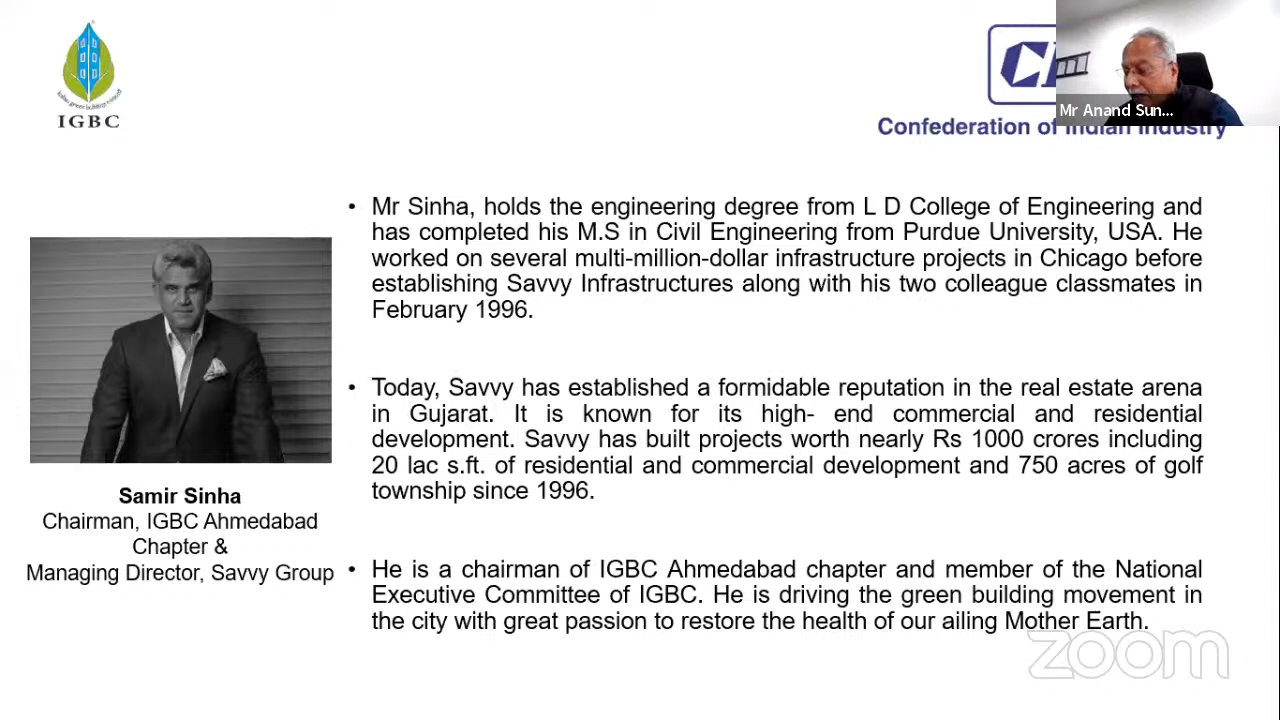 IGBC
Confederation of Indian Industry
Mr Anand Sun...
• Mr Sinha, holds the engineering degree from L D College of Engineering and
has completed his M.S in Civil Engineering from Purdue University, USA. He
worked on several multi-million-dollar infrastructure projects in Chicago before
establishing Savvy Infrastructures along with his two colleague classmates in
February 1996.
• Today, Savvy has established a formidable reputation in the real estate arena
in Gujarat. It is known for its high- end commercial and residential
development. Savvy has built projects worth nearly Rs 1000 crores including
20 lac s.ft. of residential and commercial development and 750 acres of golf
township since 1996.
Samir Sinha
Chairman, IGBC Ahmedabad
Chapter &
Managing Director, Savvy Group
• He is a chairman of IGBC Ahmedabad chapter and member of the National
Executive Committee of IGBC. He is driving the green building movement in
the city with great passion to restore the health of our ailing Mother Earth.
zoom